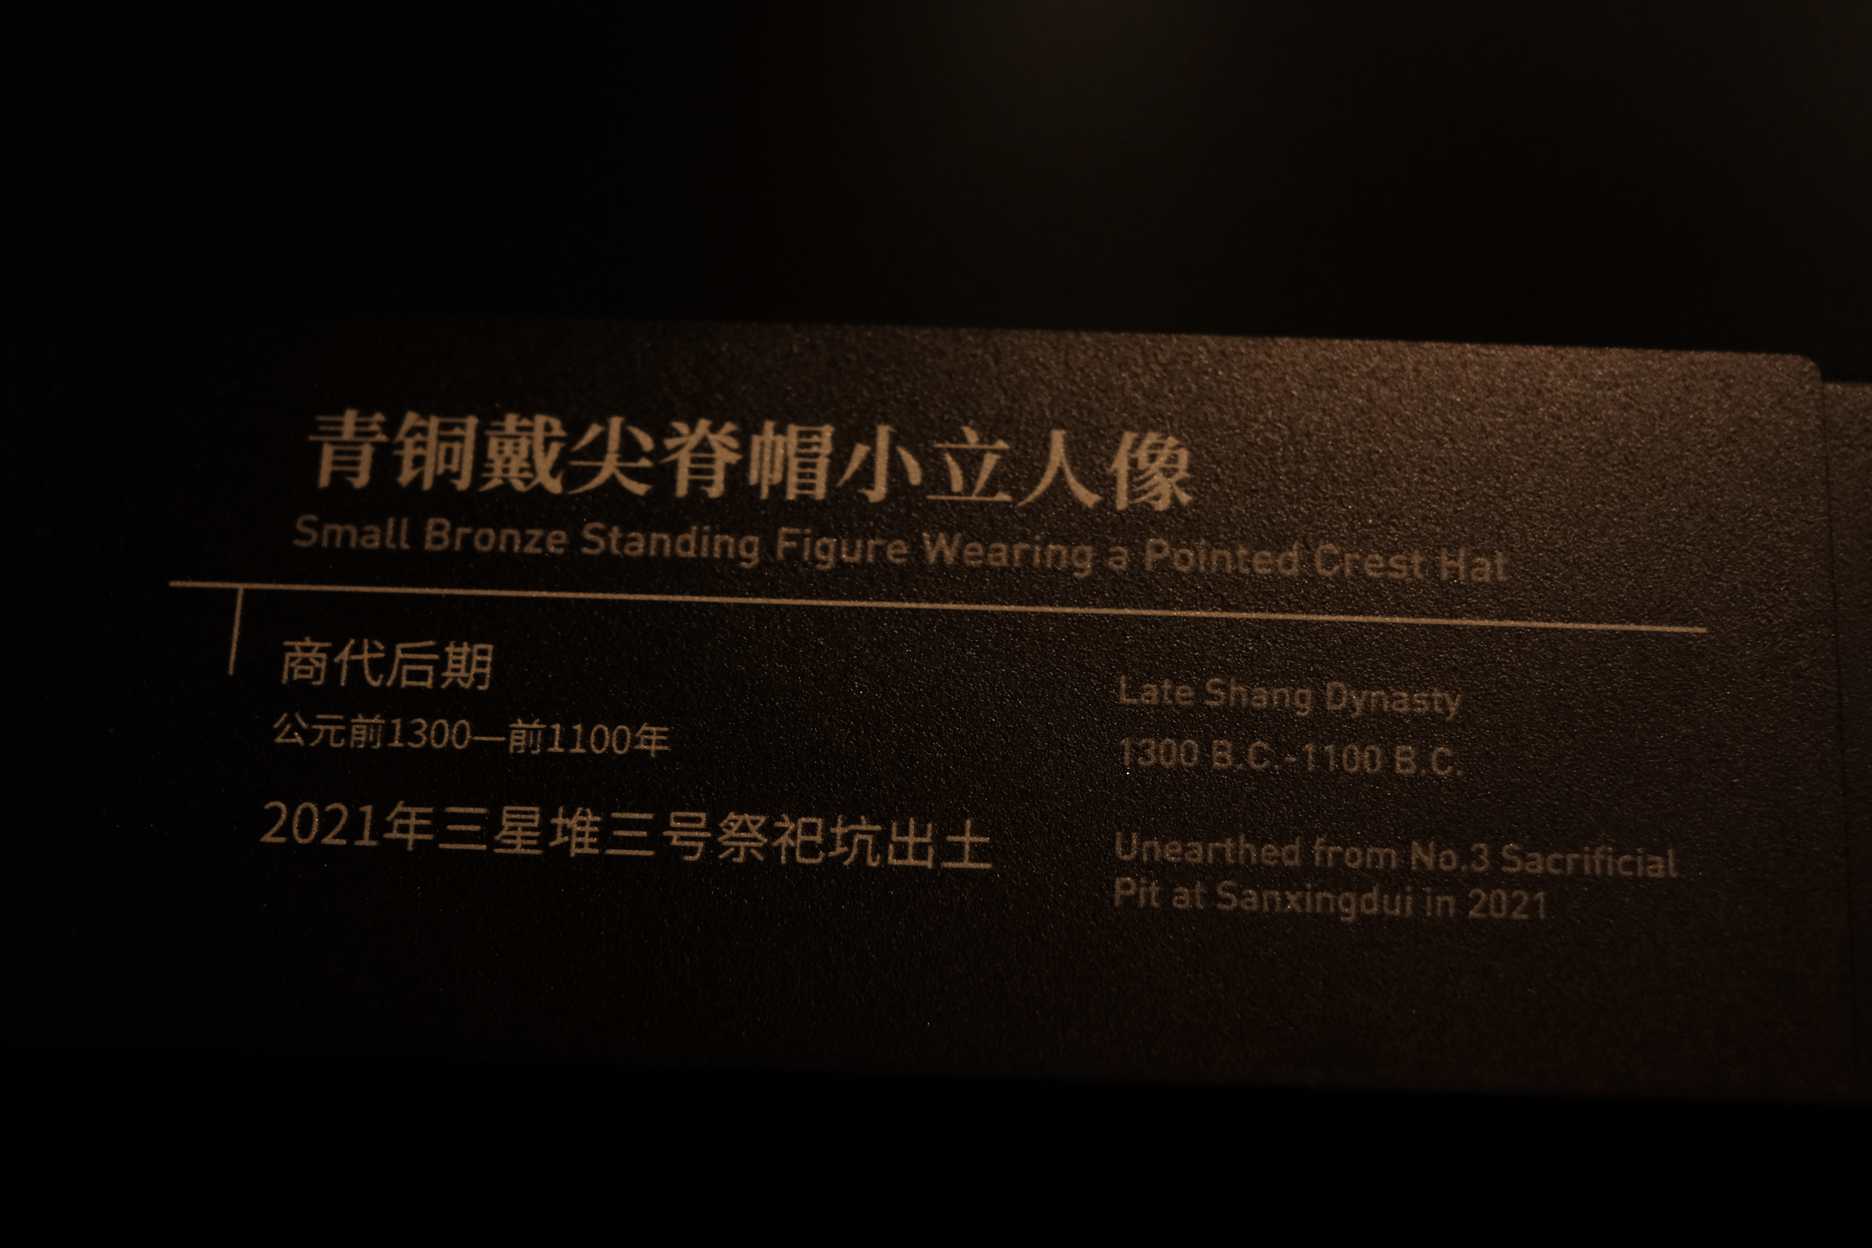 青铜戴尖脊帽小立人像
Small Bronze Standing Figure Wearing a Pointed Crest Hat
商代后期
公元前1300—前1100年
2021年三星堆三号祭祀坑出土
Late Shang Dynasty
1300 B.C.-1100 B.C.
Unearthed from No.3 Sacrificial
Pit at Sanxingdui in 2021